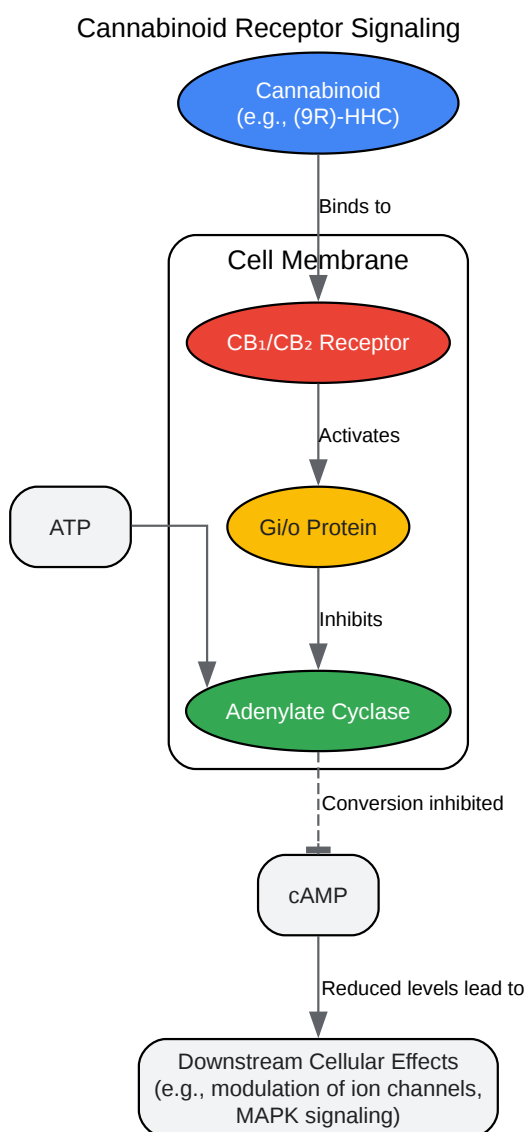 Cannabinoid Receptor Signaling
Cannabinoid
(e.g., (9R)-HHC)
Binds to
Cell Membrane
CB₁/CB₂ Receptor
Activates
ATP
Gi/o Protein
Inhibits
Adenylate Cyclase
Conversion inhibited
cAMP
Reduced levels lead to
Downstream Cellular Effects
(e.g., modulation of ion channels,
MAPK signaling)